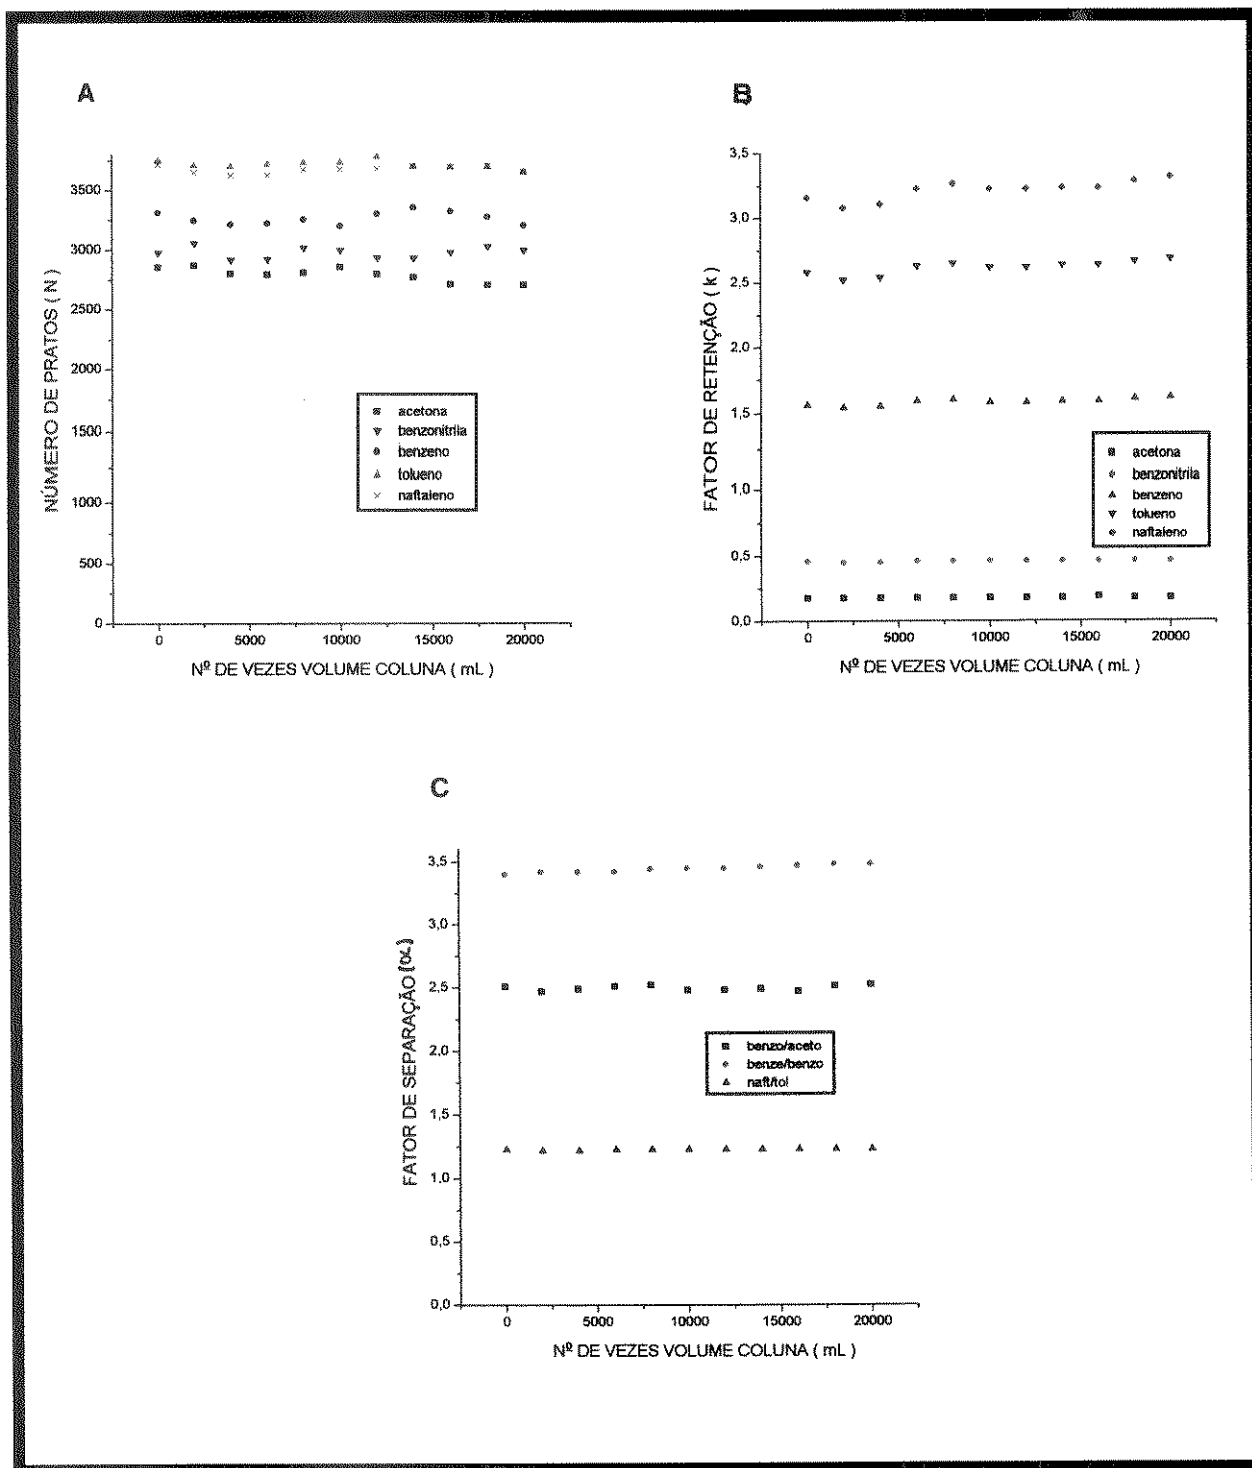 A
NÚMERO DE PRATOS ( N )
3500
3000
2500
2000
1500
1000
500
0
acetona
benzonitrila
benzeno
tolueno
naftaleno
0
5000
10000
15000
20000
Nº DE VEZES VOLUME COLUNA ( mL )
B
FATOR DE RETENÇÃO ( k )
3,5
3,0
2,5
2,0
1,5
1,0
0,5
0,0
acetona
benzonitrila
benzeno
tolueno
naftaleno
0
5000
10000
15000
20000
Nº DE VEZES VOLUME COLUNA ( mL )
C
FATOR DE SEPARAÇÃO (α)
3,5
3,0
2,5
2,0
1,5
1,0
0,5
0,0
benzo/aceto
benze/benzo
naft/tol
0
5000
10000
15000
20000
Nº DE VEZES VOLUME COLUNA ( mL )